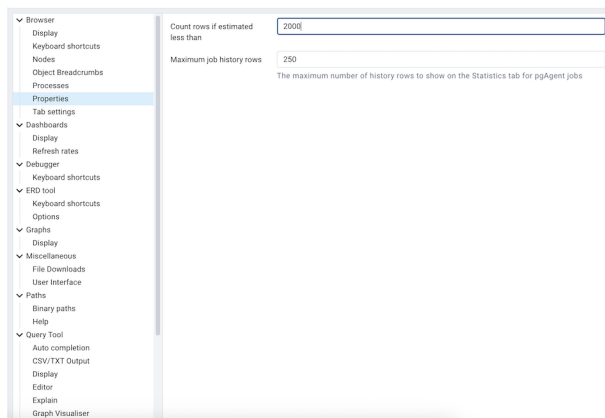 Browser
Display
Keyboard shortcuts
Nodes
Object Breadcrumbs
Processes
Properties
Tab settings
Dashboards
Display
Refresh rates
Debugger
Keyboard shortcuts
ERD tool
Keyboard shortcuts
Options
Graphs
Display
Miscellaneous
File Downloads
User Interface
Paths
Binary paths
Help
Query Tool
Auto completion
CSV/TXT Output
Display
Editor
Explain
Graph Visualiser
Count rows if estimated
less than
2000
Maximum job history rows
250
The maximum number of history rows to show on the Statistics tab for pgAgent jobs